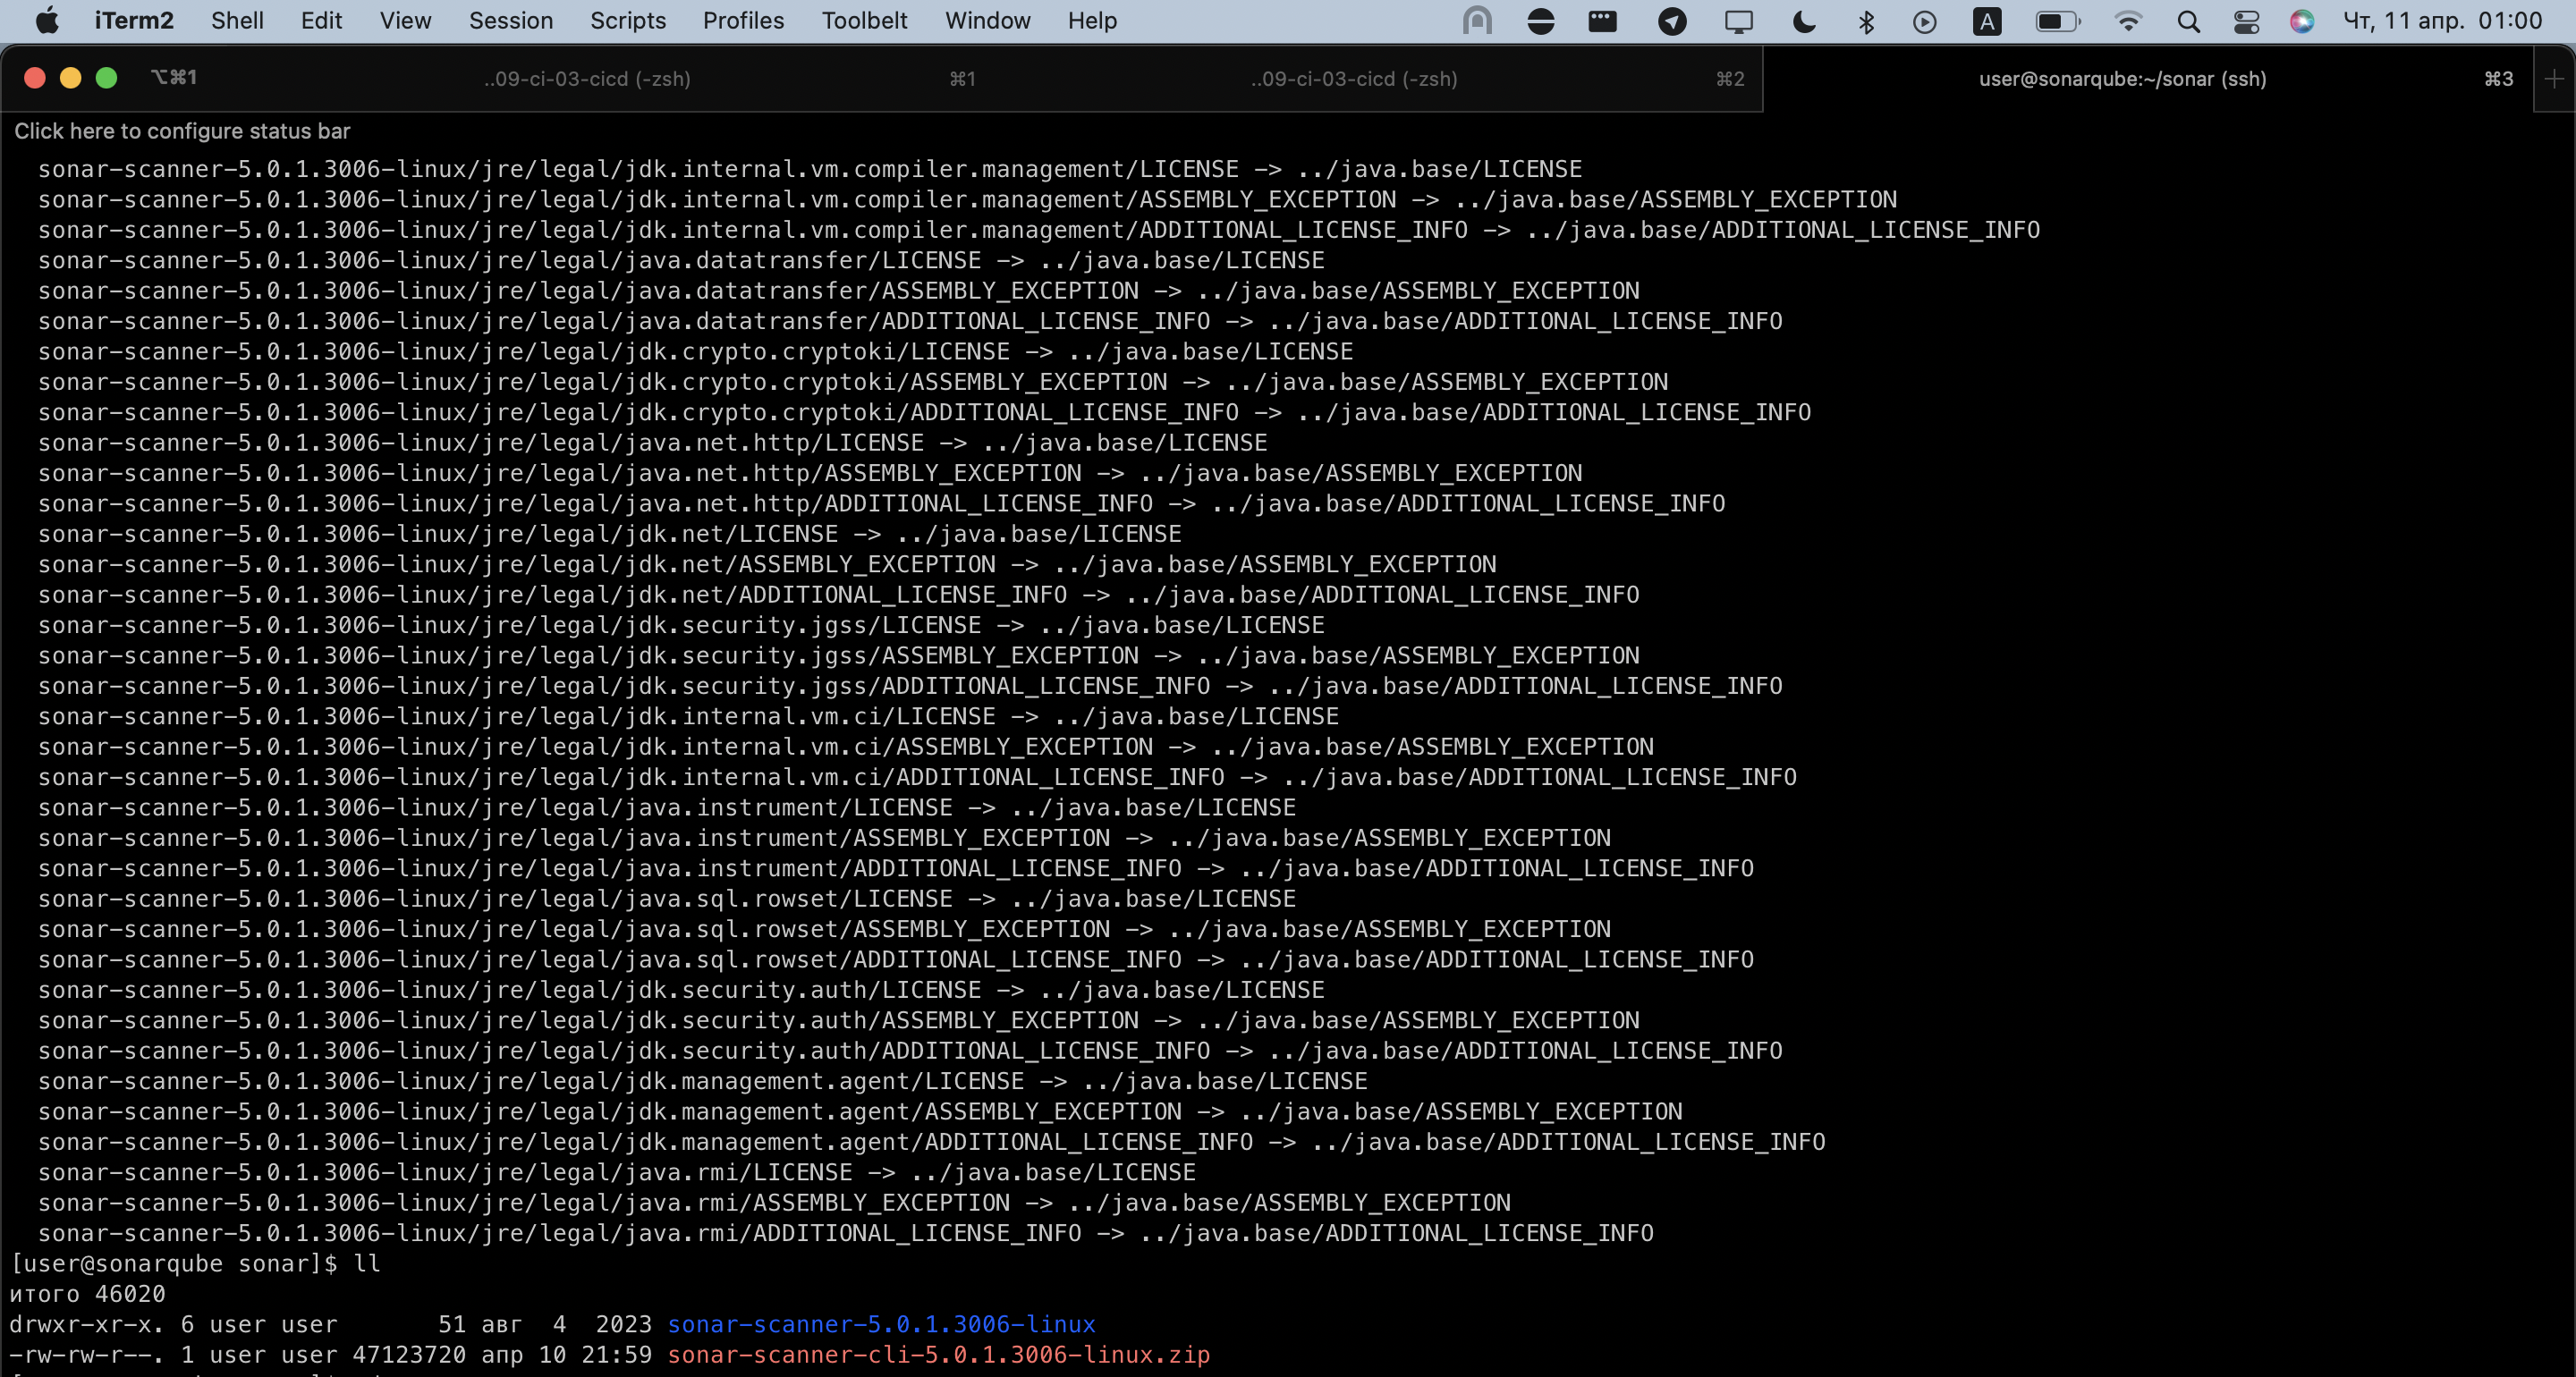 iTerm2 Shell Edit View Session Scripts Profiles Toolbelt Window Help A Чт, 11 апр. 01:00
⌥⌘1 ..09-ci-03-cicd (-zsh) ⌘1 ..09-ci-03-cicd (-zsh) ⌘2 user@sonarqube:~/sonar (ssh) ⌘3
Click here to configure status bar
sonar-scanner-5.0.1.3006-linux/jre/legal/jdk.internal.vm.compiler.management/LICENSE -> ../java.base/LICENSE
sonar-scanner-5.0.1.3006-linux/jre/legal/jdk.internal.vm.compiler.management/ASSEMBLY_EXCEPTION -> ../java.base/ASSEMBLY_EXCEPTION
sonar-scanner-5.0.1.3006-linux/jre/legal/jdk.internal.vm.compiler.management/ADDITIONAL_LICENSE_INFO -> ../java.base/ADDITIONAL_LICENSE_INFO
sonar-scanner-5.0.1.3006-linux/jre/legal/java.datatransfer/LICENSE -> ../java.base/LICENSE
sonar-scanner-5.0.1.3006-linux/jre/legal/java.datatransfer/ASSEMBLY_EXCEPTION -> ../java.base/ASSEMBLY_EXCEPTION
sonar-scanner-5.0.1.3006-linux/jre/legal/java.datatransfer/ADDITIONAL_LICENSE_INFO -> ../java.base/ADDITIONAL_LICENSE_INFO
sonar-scanner-5.0.1.3006-linux/jre/legal/jdk.crypto.cryptoki/LICENSE -> ../java.base/LICENSE
sonar-scanner-5.0.1.3006-linux/jre/legal/jdk.crypto.cryptoki/ASSEMBLY_EXCEPTION -> ../java.base/ASSEMBLY_EXCEPTION
sonar-scanner-5.0.1.3006-linux/jre/legal/jdk.crypto.cryptoki/ADDITIONAL_LICENSE_INFO -> ../java.base/ADDITIONAL_LICENSE_INFO
sonar-scanner-5.0.1.3006-linux/jre/legal/java.net.http/LICENSE -> ../java.base/LICENSE
sonar-scanner-5.0.1.3006-linux/jre/legal/java.net.http/ASSEMBLY_EXCEPTION -> ../java.base/ASSEMBLY_EXCEPTION
sonar-scanner-5.0.1.3006-linux/jre/legal/java.net.http/ADDITIONAL_LICENSE_INFO -> ../java.base/ADDITIONAL_LICENSE_INFO
sonar-scanner-5.0.1.3006-linux/jre/legal/jdk.net/LICENSE -> ../java.base/LICENSE
sonar-scanner-5.0.1.3006-linux/jre/legal/jdk.net/ASSEMBLY_EXCEPTION -> ../java.base/ASSEMBLY_EXCEPTION
sonar-scanner-5.0.1.3006-linux/jre/legal/jdk.net/ADDITIONAL_LICENSE_INFO -> ../java.base/ADDITIONAL_LICENSE_INFO
sonar-scanner-5.0.1.3006-linux/jre/legal/jdk.security.jgss/LICENSE -> ../java.base/LICENSE
sonar-scanner-5.0.1.3006-linux/jre/legal/jdk.security.jgss/ASSEMBLY_EXCEPTION -> ../java.base/ASSEMBLY_EXCEPTION
sonar-scanner-5.0.1.3006-linux/jre/legal/jdk.security.jgss/ADDITIONAL_LICENSE_INFO -> ../java.base/ADDITIONAL_LICENSE_INFO
sonar-scanner-5.0.1.3006-linux/jre/legal/jdk.internal.vm.ci/LICENSE -> ../java.base/LICENSE
sonar-scanner-5.0.1.3006-linux/jre/legal/jdk.internal.vm.ci/ASSEMBLY_EXCEPTION -> ../java.base/ASSEMBLY_EXCEPTION
sonar-scanner-5.0.1.3006-linux/jre/legal/jdk.internal.vm.ci/ADDITIONAL_LICENSE_INFO -> ../java.base/ADDITIONAL_LICENSE_INFO
sonar-scanner-5.0.1.3006-linux/jre/legal/java.instrument/LICENSE -> ../java.base/LICENSE
sonar-scanner-5.0.1.3006-linux/jre/legal/java.instrument/ASSEMBLY_EXCEPTION -> ../java.base/ASSEMBLY_EXCEPTION
sonar-scanner-5.0.1.3006-linux/jre/legal/java.instrument/ADDITIONAL_LICENSE_INFO -> ../java.base/ADDITIONAL_LICENSE_INFO
sonar-scanner-5.0.1.3006-linux/jre/legal/java.sql.rowset/LICENSE -> ../java.base/LICENSE
sonar-scanner-5.0.1.3006-linux/jre/legal/java.sql.rowset/ASSEMBLY_EXCEPTION -> ../java.base/ASSEMBLY_EXCEPTION
sonar-scanner-5.0.1.3006-linux/jre/legal/java.sql.rowset/ADDITIONAL_LICENSE_INFO -> ../java.base/ADDITIONAL_LICENSE_INFO
sonar-scanner-5.0.1.3006-linux/jre/legal/jdk.security.auth/LICENSE -> ../java.base/LICENSE
sonar-scanner-5.0.1.3006-linux/jre/legal/jdk.security.auth/ASSEMBLY_EXCEPTION -> ../java.base/ASSEMBLY_EXCEPTION
sonar-scanner-5.0.1.3006-linux/jre/legal/jdk.security.auth/ADDITIONAL_LICENSE_INFO -> ../java.base/ADDITIONAL_LICENSE_INFO
sonar-scanner-5.0.1.3006-linux/jre/legal/jdk.management.agent/LICENSE -> ../java.base/LICENSE
sonar-scanner-5.0.1.3006-linux/jre/legal/jdk.management.agent/ASSEMBLY_EXCEPTION -> ../java.base/ASSEMBLY_EXCEPTION
sonar-scanner-5.0.1.3006-linux/jre/legal/jdk.management.agent/ADDITIONAL_LICENSE_INFO -> ../java.base/ADDITIONAL_LICENSE_INFO
sonar-scanner-5.0.1.3006-linux/jre/legal/java.rmi/LICENSE -> ../java.base/LICENSE
sonar-scanner-5.0.1.3006-linux/jre/legal/java.rmi/ASSEMBLY_EXCEPTION -> ../java.base/ASSEMBLY_EXCEPTION
sonar-scanner-5.0.1.3006-linux/jre/legal/java.rmi/ADDITIONAL_LICENSE_INFO -> ../java.base/ADDITIONAL_LICENSE_INFO
[user@sonarqube sonar]$ ll
итого 46020
drwxr-xr-x. 6 user user 51 авг 4 2023 sonar-scanner-5.0.1.3006-linux
-rw-rw-r--. 1 user user 47123720 апр 10 21:59 sonar-scanner-cli-5.0.1.3006-linux.zip